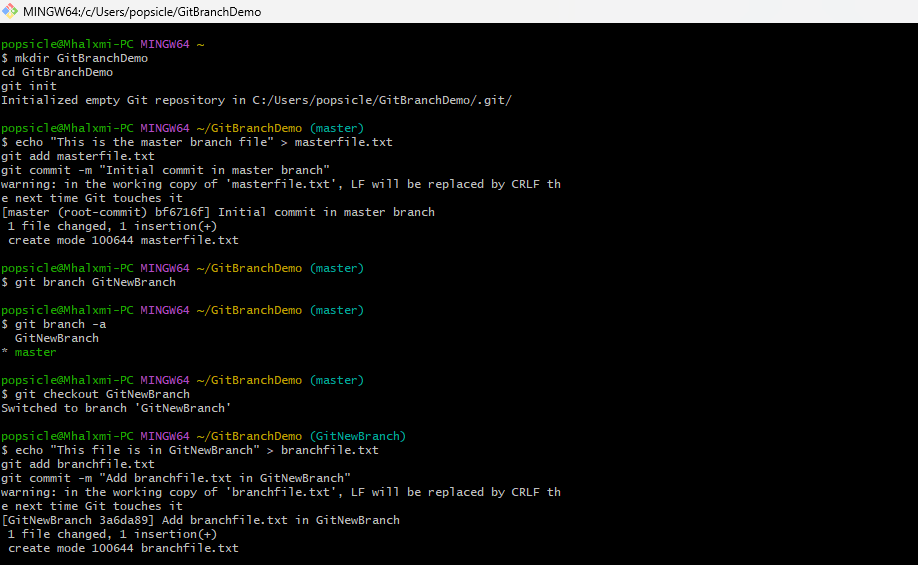 MINGW64:/c/Users/popsicle/GitBranchDemo
popsicle@Mhalxmi-PC MINGW64 ~
$ mkdir GitBranchDemo
cd GitBranchDemo
git init
Initialized empty Git repository in C:/Users/popsicle/GitBranchDemo/.git/
popsicle@Mhalxmi-PC MINGW64 ~/GitBranchDemo (master)
$ echo "This is the master branch file" > masterfile.txt
git add masterfile.txt
git commit -m "Initial commit in master branch"
warning: in the working copy of 'masterfile.txt', LF will be replaced by CRLF th
e next time Git touches it
[master (root-commit) bf6716f] Initial commit in master branch
 1 file changed, 1 insertion(+)
 create mode 100644 masterfile.txt
popsicle@Mhalxmi-PC MINGW64 ~/GitBranchDemo (master)
$ git branch GitNewBranch
popsicle@Mhalxmi-PC MINGW64 ~/GitBranchDemo (master)
$ git branch -a
  GitNewBranch
* master
popsicle@Mhalxmi-PC MINGW64 ~/GitBranchDemo (master)
$ git checkout GitNewBranch
Switched to branch 'GitNewBranch'
popsicle@Mhalxmi-PC MINGW64 ~/GitBranchDemo (GitNewBranch)
$ echo "This file is in GitNewBranch" > branchfile.txt
git add branchfile.txt
git commit -m "Add branchfile.txt in GitNewBranch"
warning: in the working copy of 'branchfile.txt', LF will be replaced by CRLF th
e next time Git touches it
[GitNewBranch 3a6da89] Add branchfile.txt in GitNewBranch
 1 file changed, 1 insertion(+)
 create mode 100644 branchfile.txt